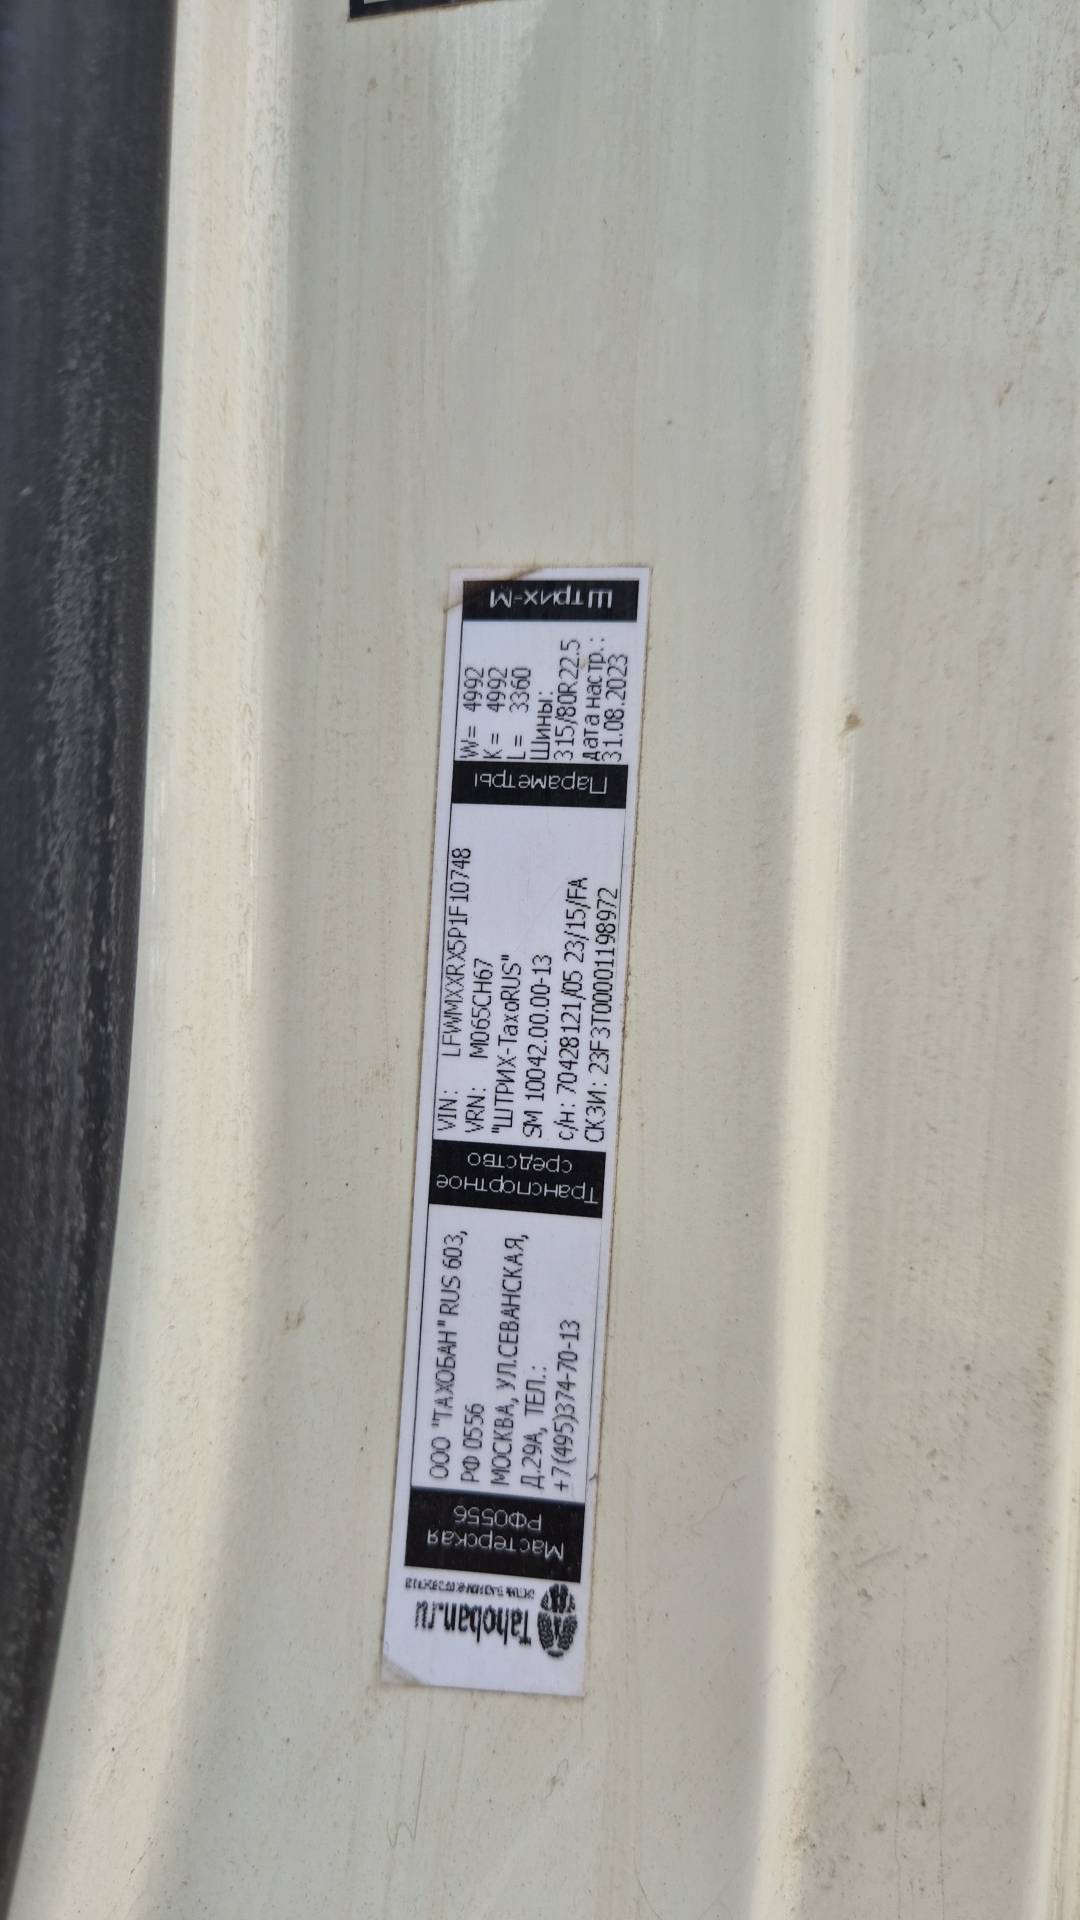 Tahoban.ru
Мастерская
РФ0556
ООО "ТАХОБАН" RUS 603,
РФ 0556
МОСКВА, УЛ.СЕВАНСКАЯ,
Д.29А, ТЕЛ.:
+7(495)374-70-13
Транспортное
средство
VIN: LFWMXXRX5P1F10748
VRN: М065СН67
"ШТРИХ-ТахоRUS"
SM 10042.00.00-13
с/н: 70428121/05 23/15/FA
СКЗИ: 23F3T00001198972
Параметры
W= 4992
K = 4992
L = 3360
Шины:
315/80R22.5
Дата настр.:
31.08.2023
Штрих-М